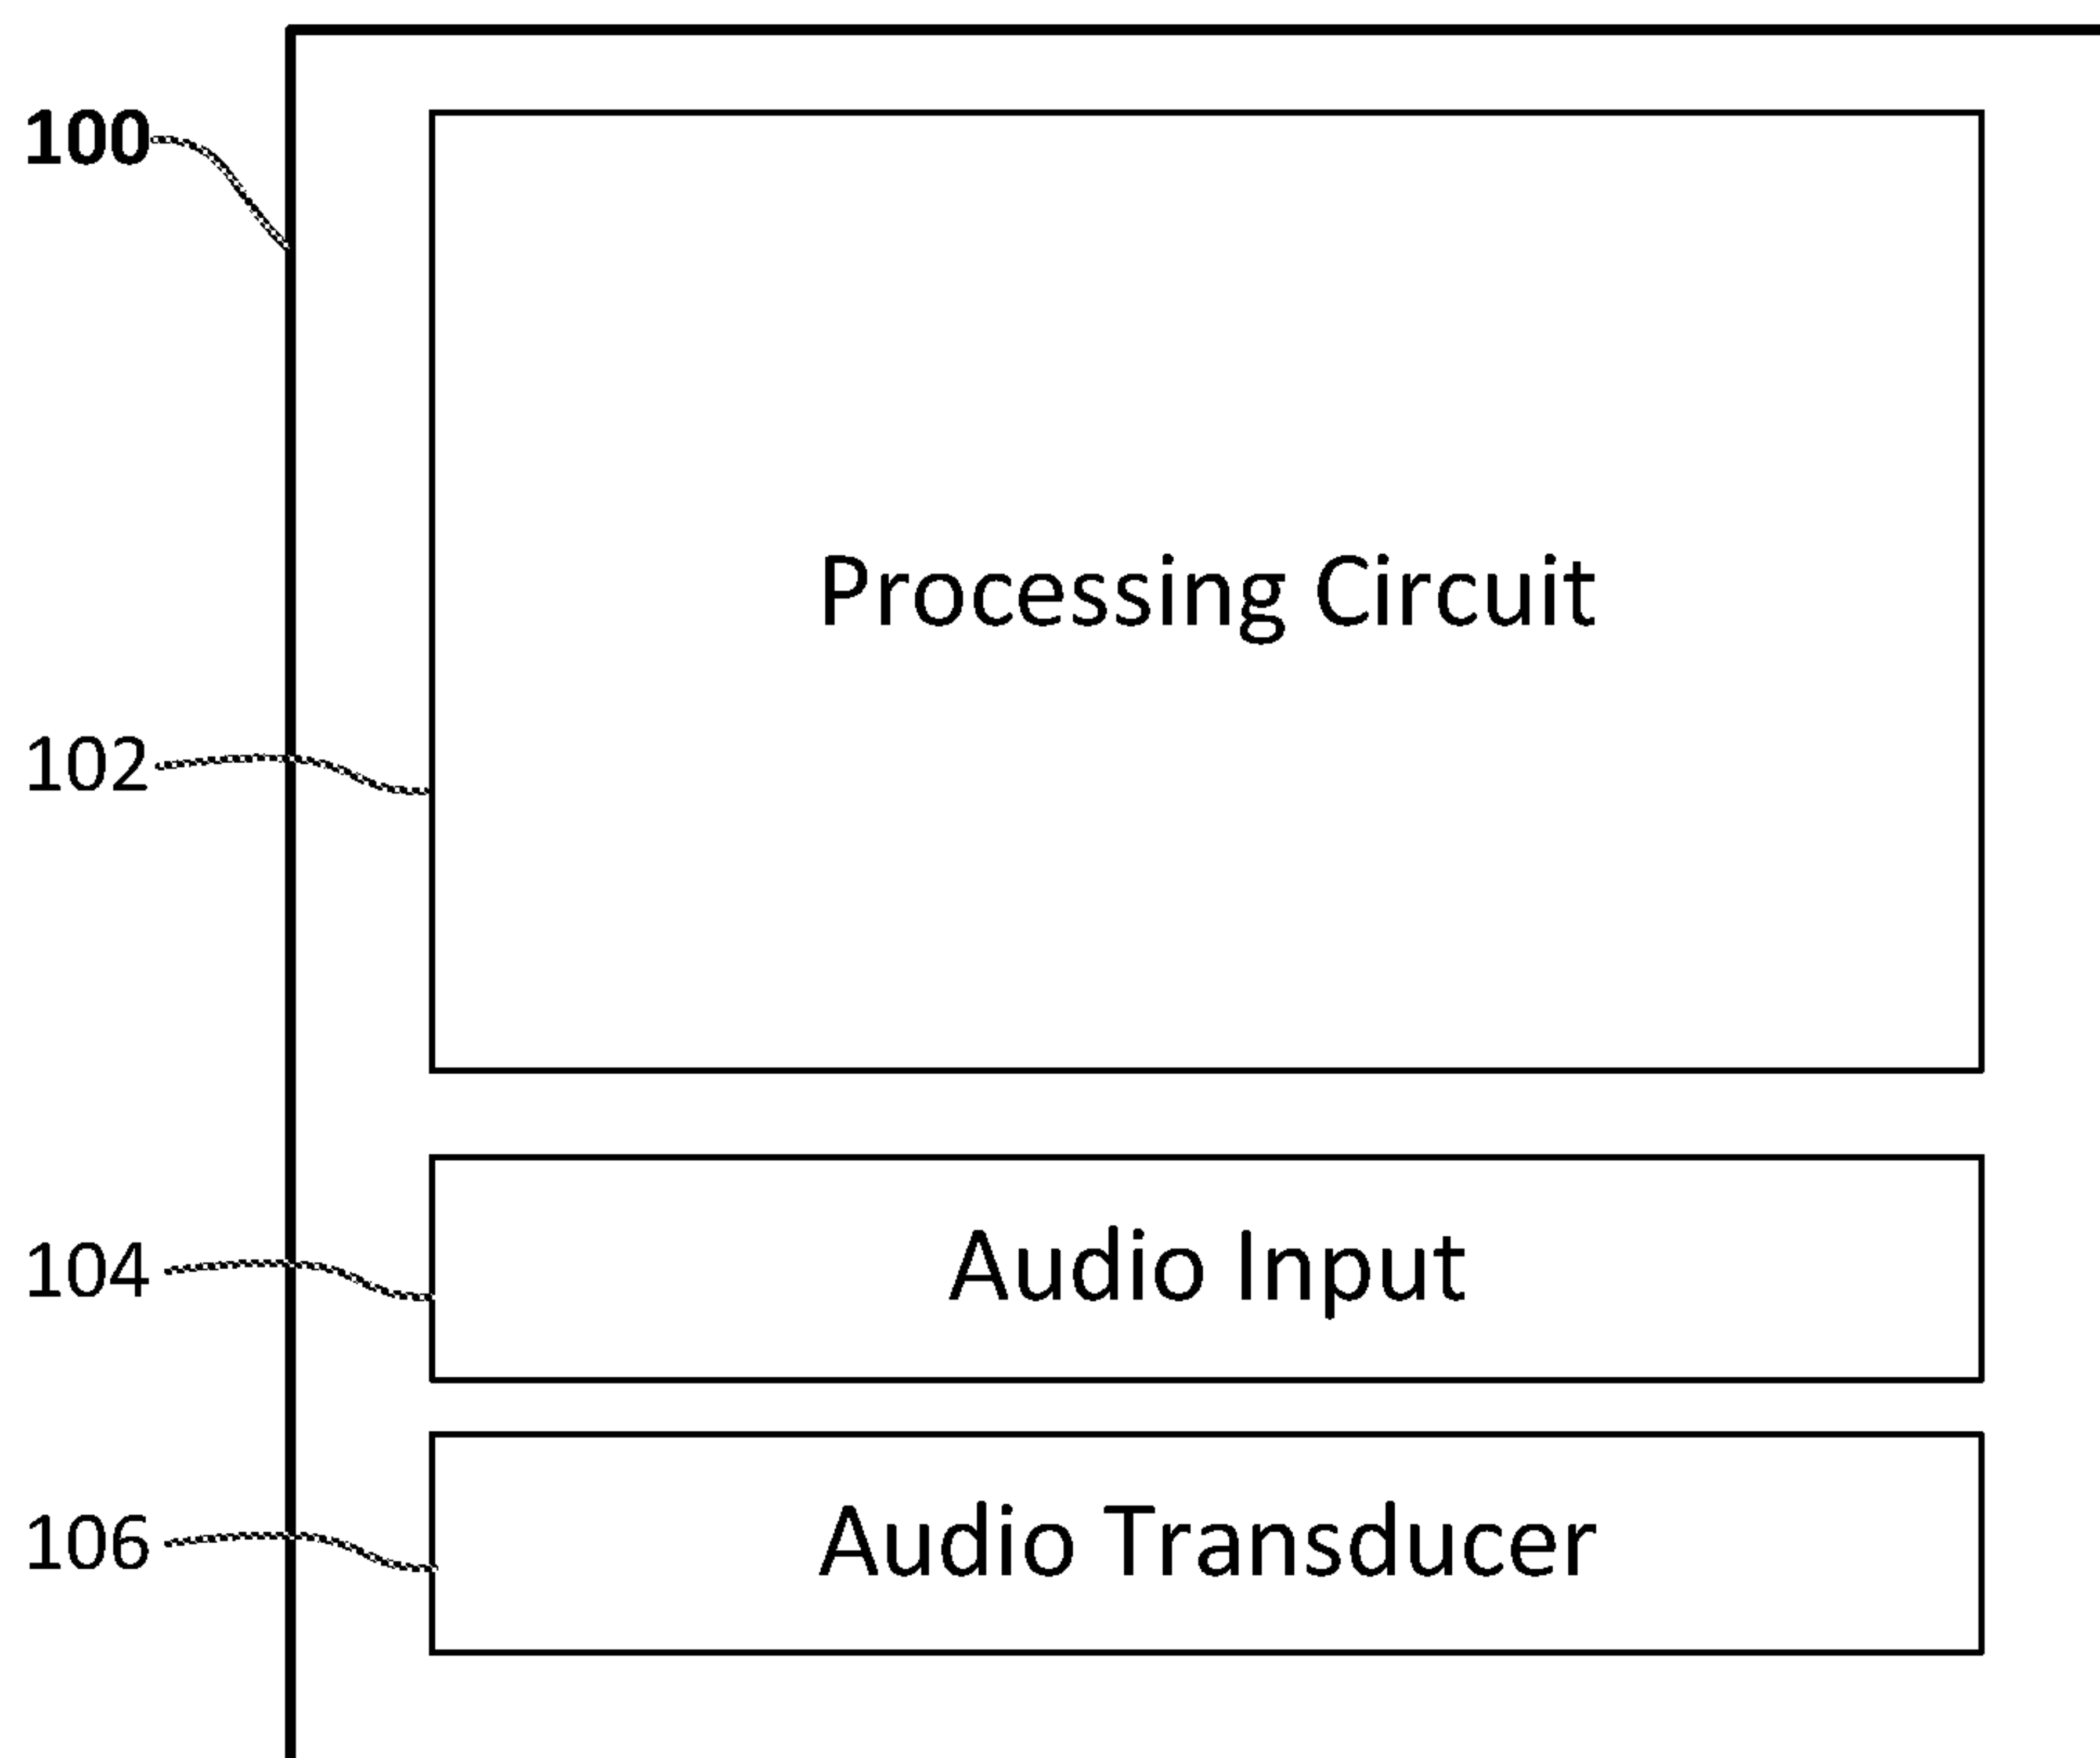 100
Processing Circuit
102
104
Audio Input
106
Audio Transducer